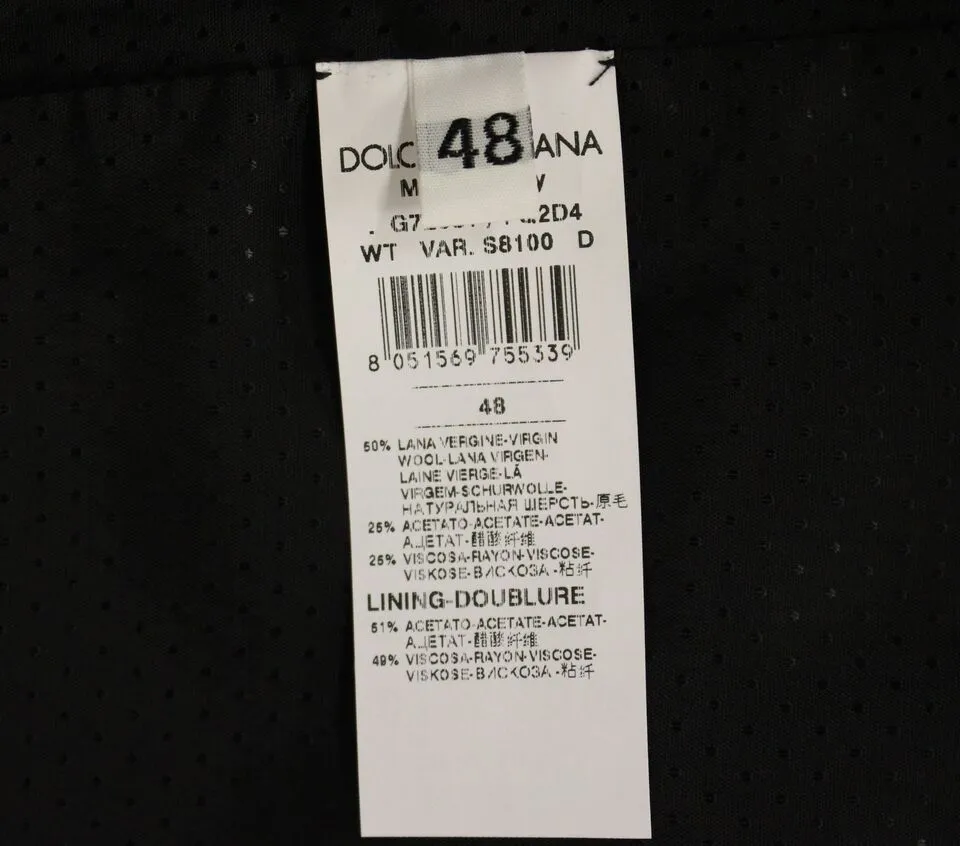 48
DOLC ANA
M W
G7 2D4
WT VAR. S8100 D
8 051569 755339
48
50% LANA VERGINE-VIRGIN
WOOL-LANA VIRGEN-
LAINE VIERGE-LÃ
VIRGEM-SCHURWOLLE-
НАТУРАЛЬНАЯ ШЕРСТЬ-原毛
25% ACETATO-ACETATE-ACETAT-
АЦЕТАТ-醋酸纤维
25% VISCOSA-RAYON-VISCOSE-
VISKOSE-ВИСКОЗА-粘纤
LINING-DOUBLURE
51% ACETATO-ACETATE-ACETAT-
АЦЕТАТ-醋酸纤维
49% VISCOSA-RAYON-VISCOSE-
VISKOSE-ВИСКОЗА-粘纤